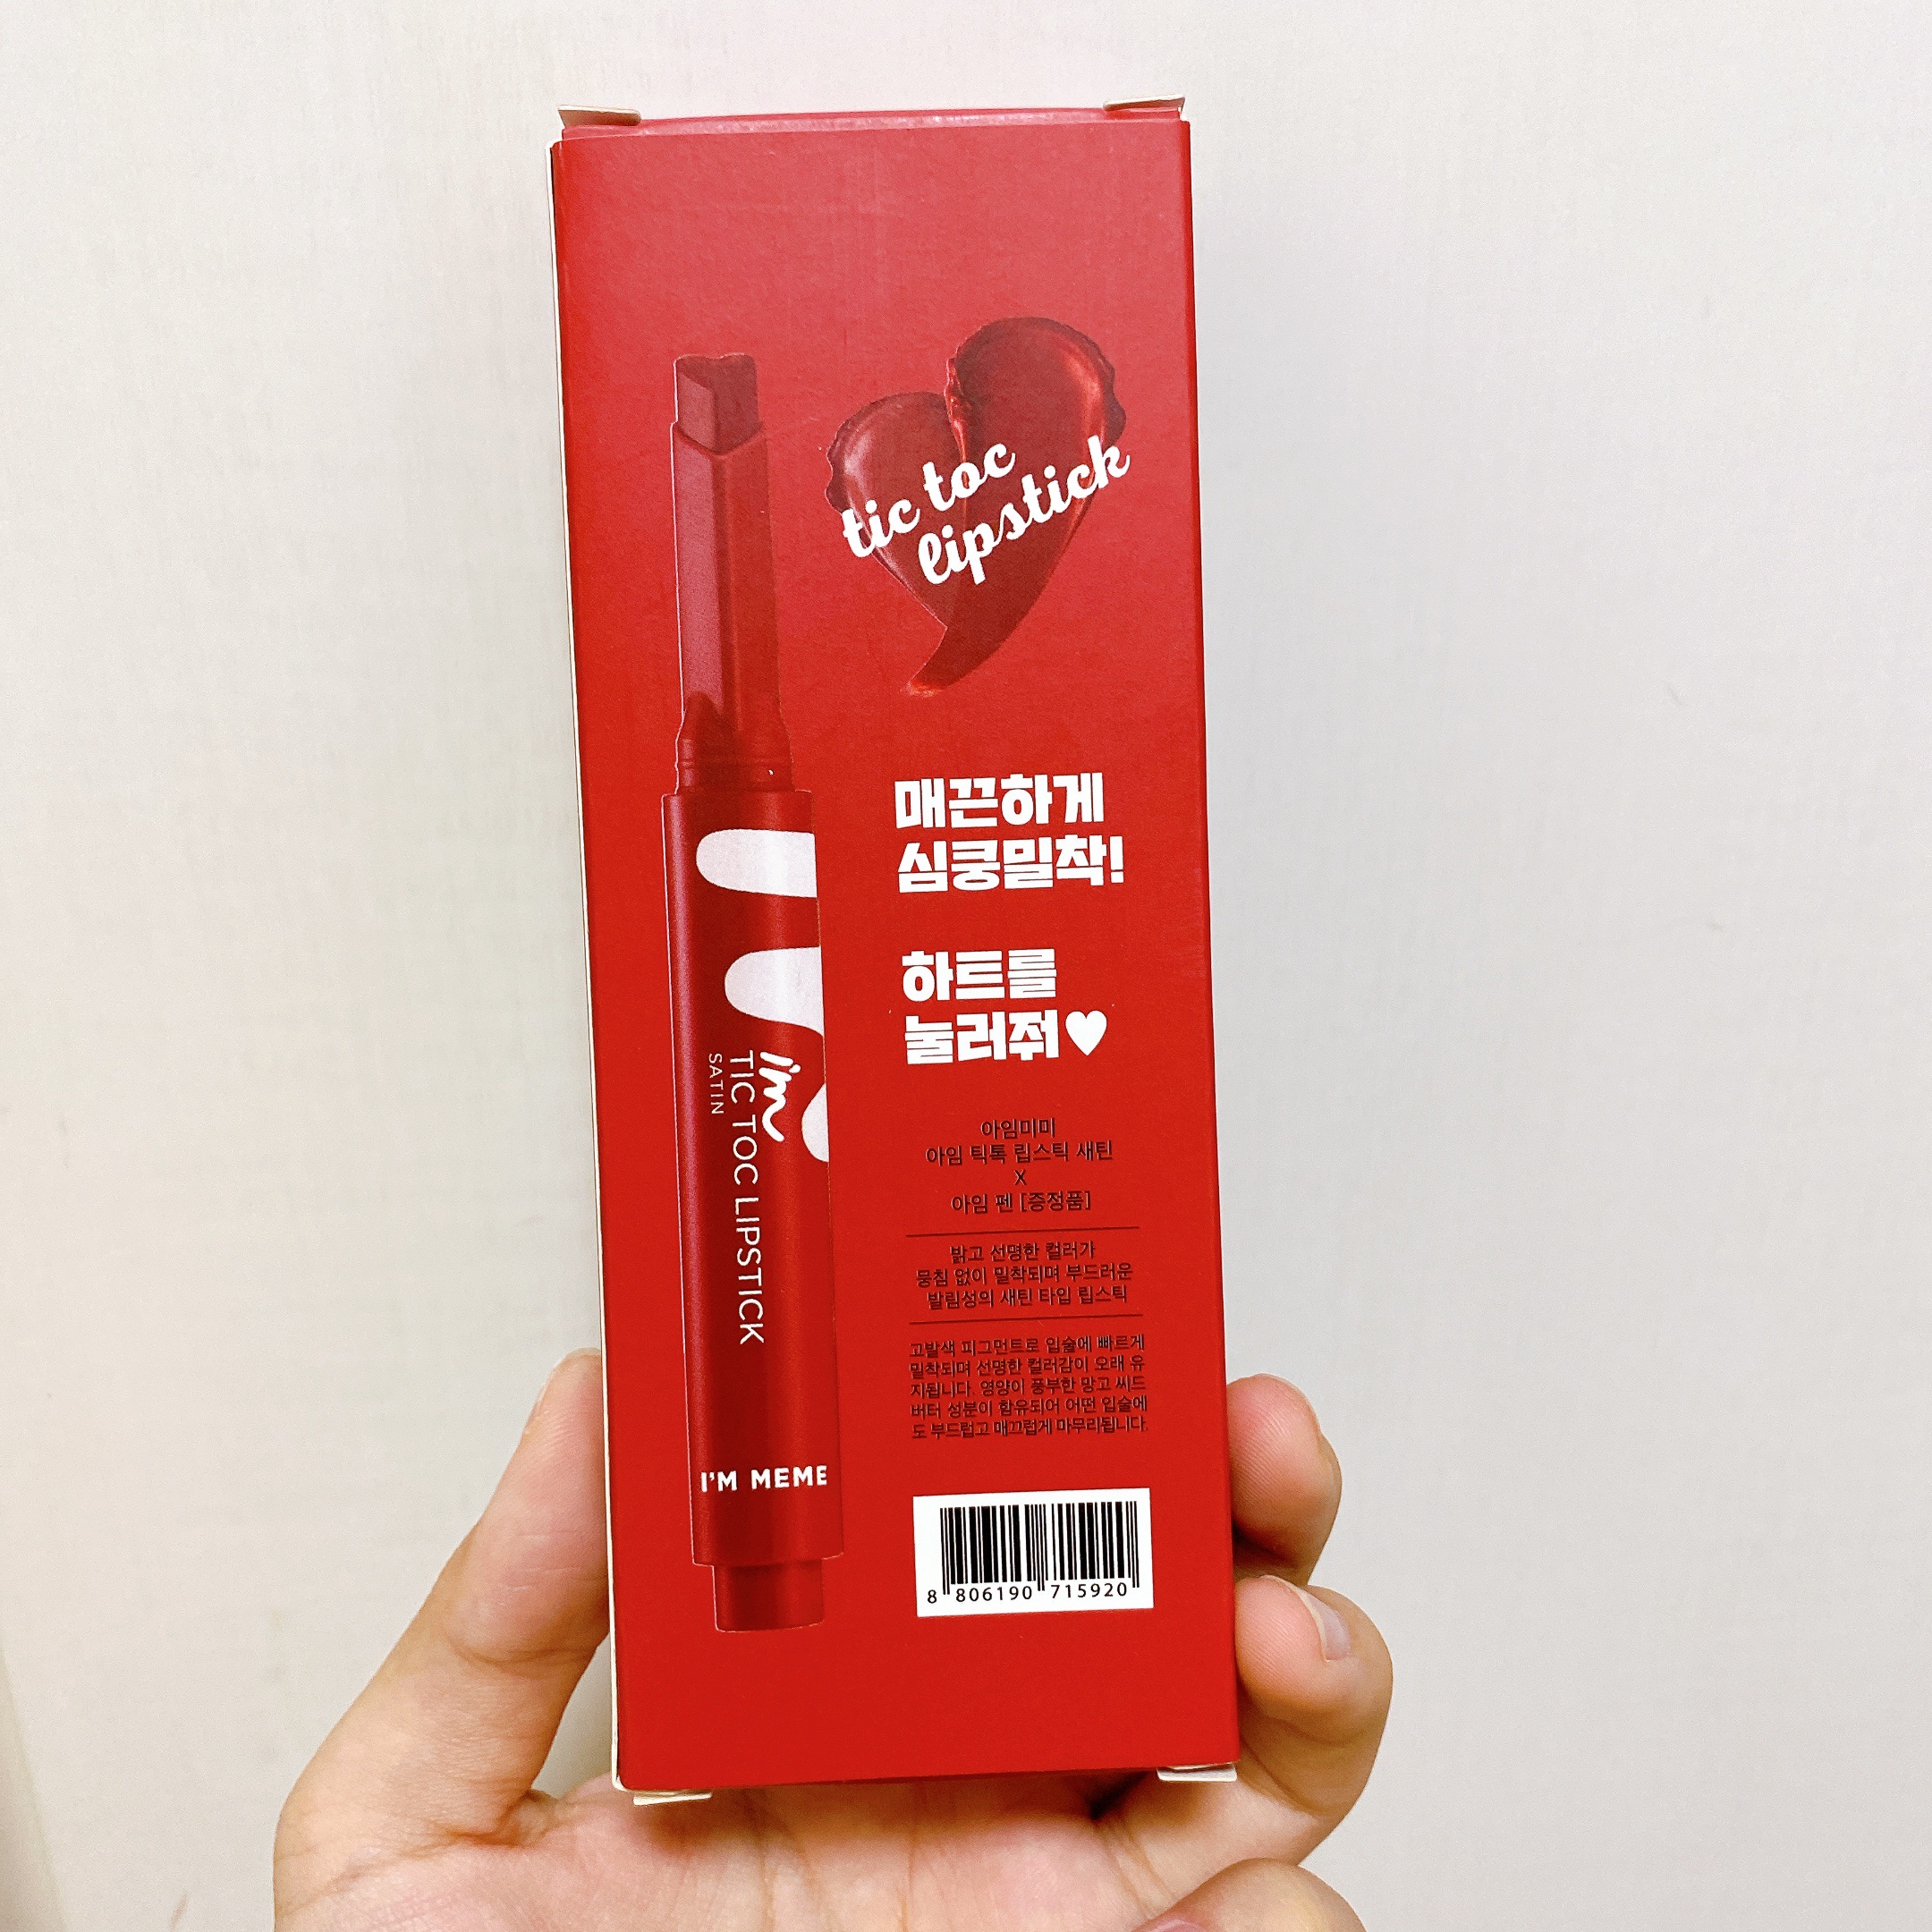 tic toc
lipstick
매끈하게
심쿵밀착!
하트를
눌러줘♥
I'm
TIC TOC LIPSTICK
SATIN
I'M MEME
아임미미
아임 틱톡 립스틱 새틴
X
아임 펜 [증정품]
밝고 선명한 컬러가
뭉침 없이 밀착되며 부드러운
발림성의 새틴 타입 립스틱
고발색 피그먼트로 입술에 빠르게
밀착되며 선명한 컬러감이 오래 유
지됩니다. 영양이 풍부한 망고 씨드
버터 성분이 함유되어 어떤 입술에
도 부드럽고 매끄럽게 마무리됩니다.
8 806190 715920